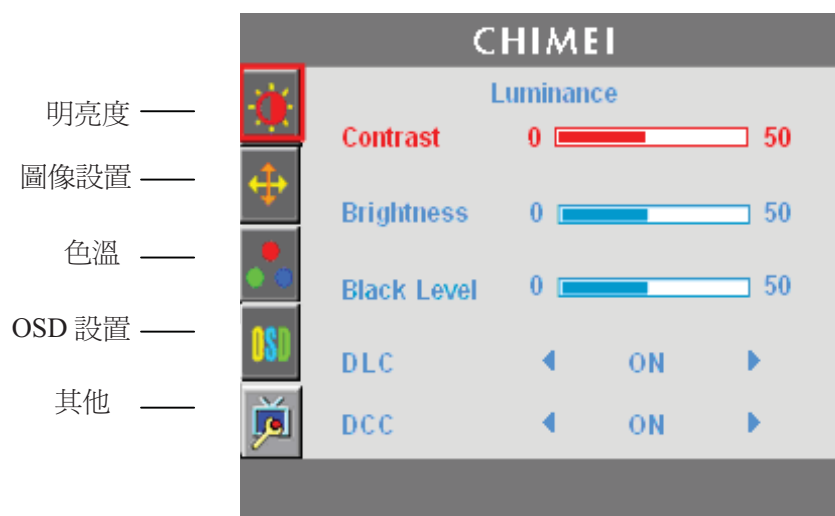 CHIMEI
Luminance
明亮度
Contrast 0 50
圖像設置
Brightness 0 50
色溫
Black Level 0 50
OSD 設置
OSD
DLC ON
其他
DCC ON